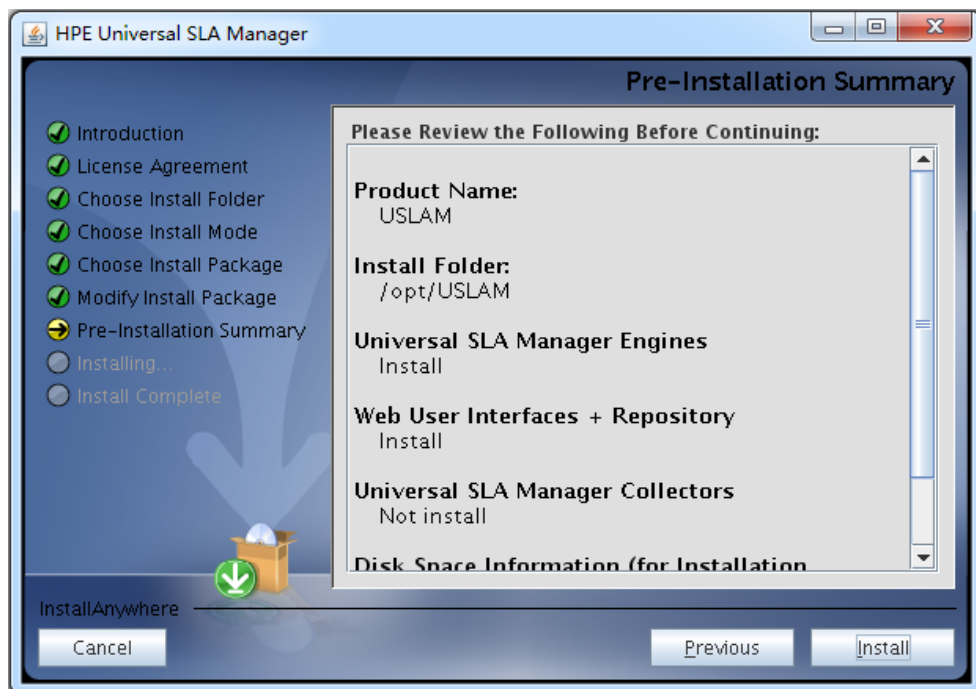 HPE Universal SLA Manager
Pre-Installation Summary
Introduction
License Agreement
Choose Install Folder
Choose Install Mode
Choose Install Package
Modify Install Package
Pre-Installation Summary
Installing...
Install Complete
Please Review the Following Before Continuing:
Product Name:
USLAM
Install Folder:
/opt/USLAM
Universal SLA Manager Engines
Install
Web User Interfaces + Repository
Install
Universal SLA Manager Collectors
Not install
Disk Space Information (for Installation
InstallAnywhere
Cancel
Previous
Install